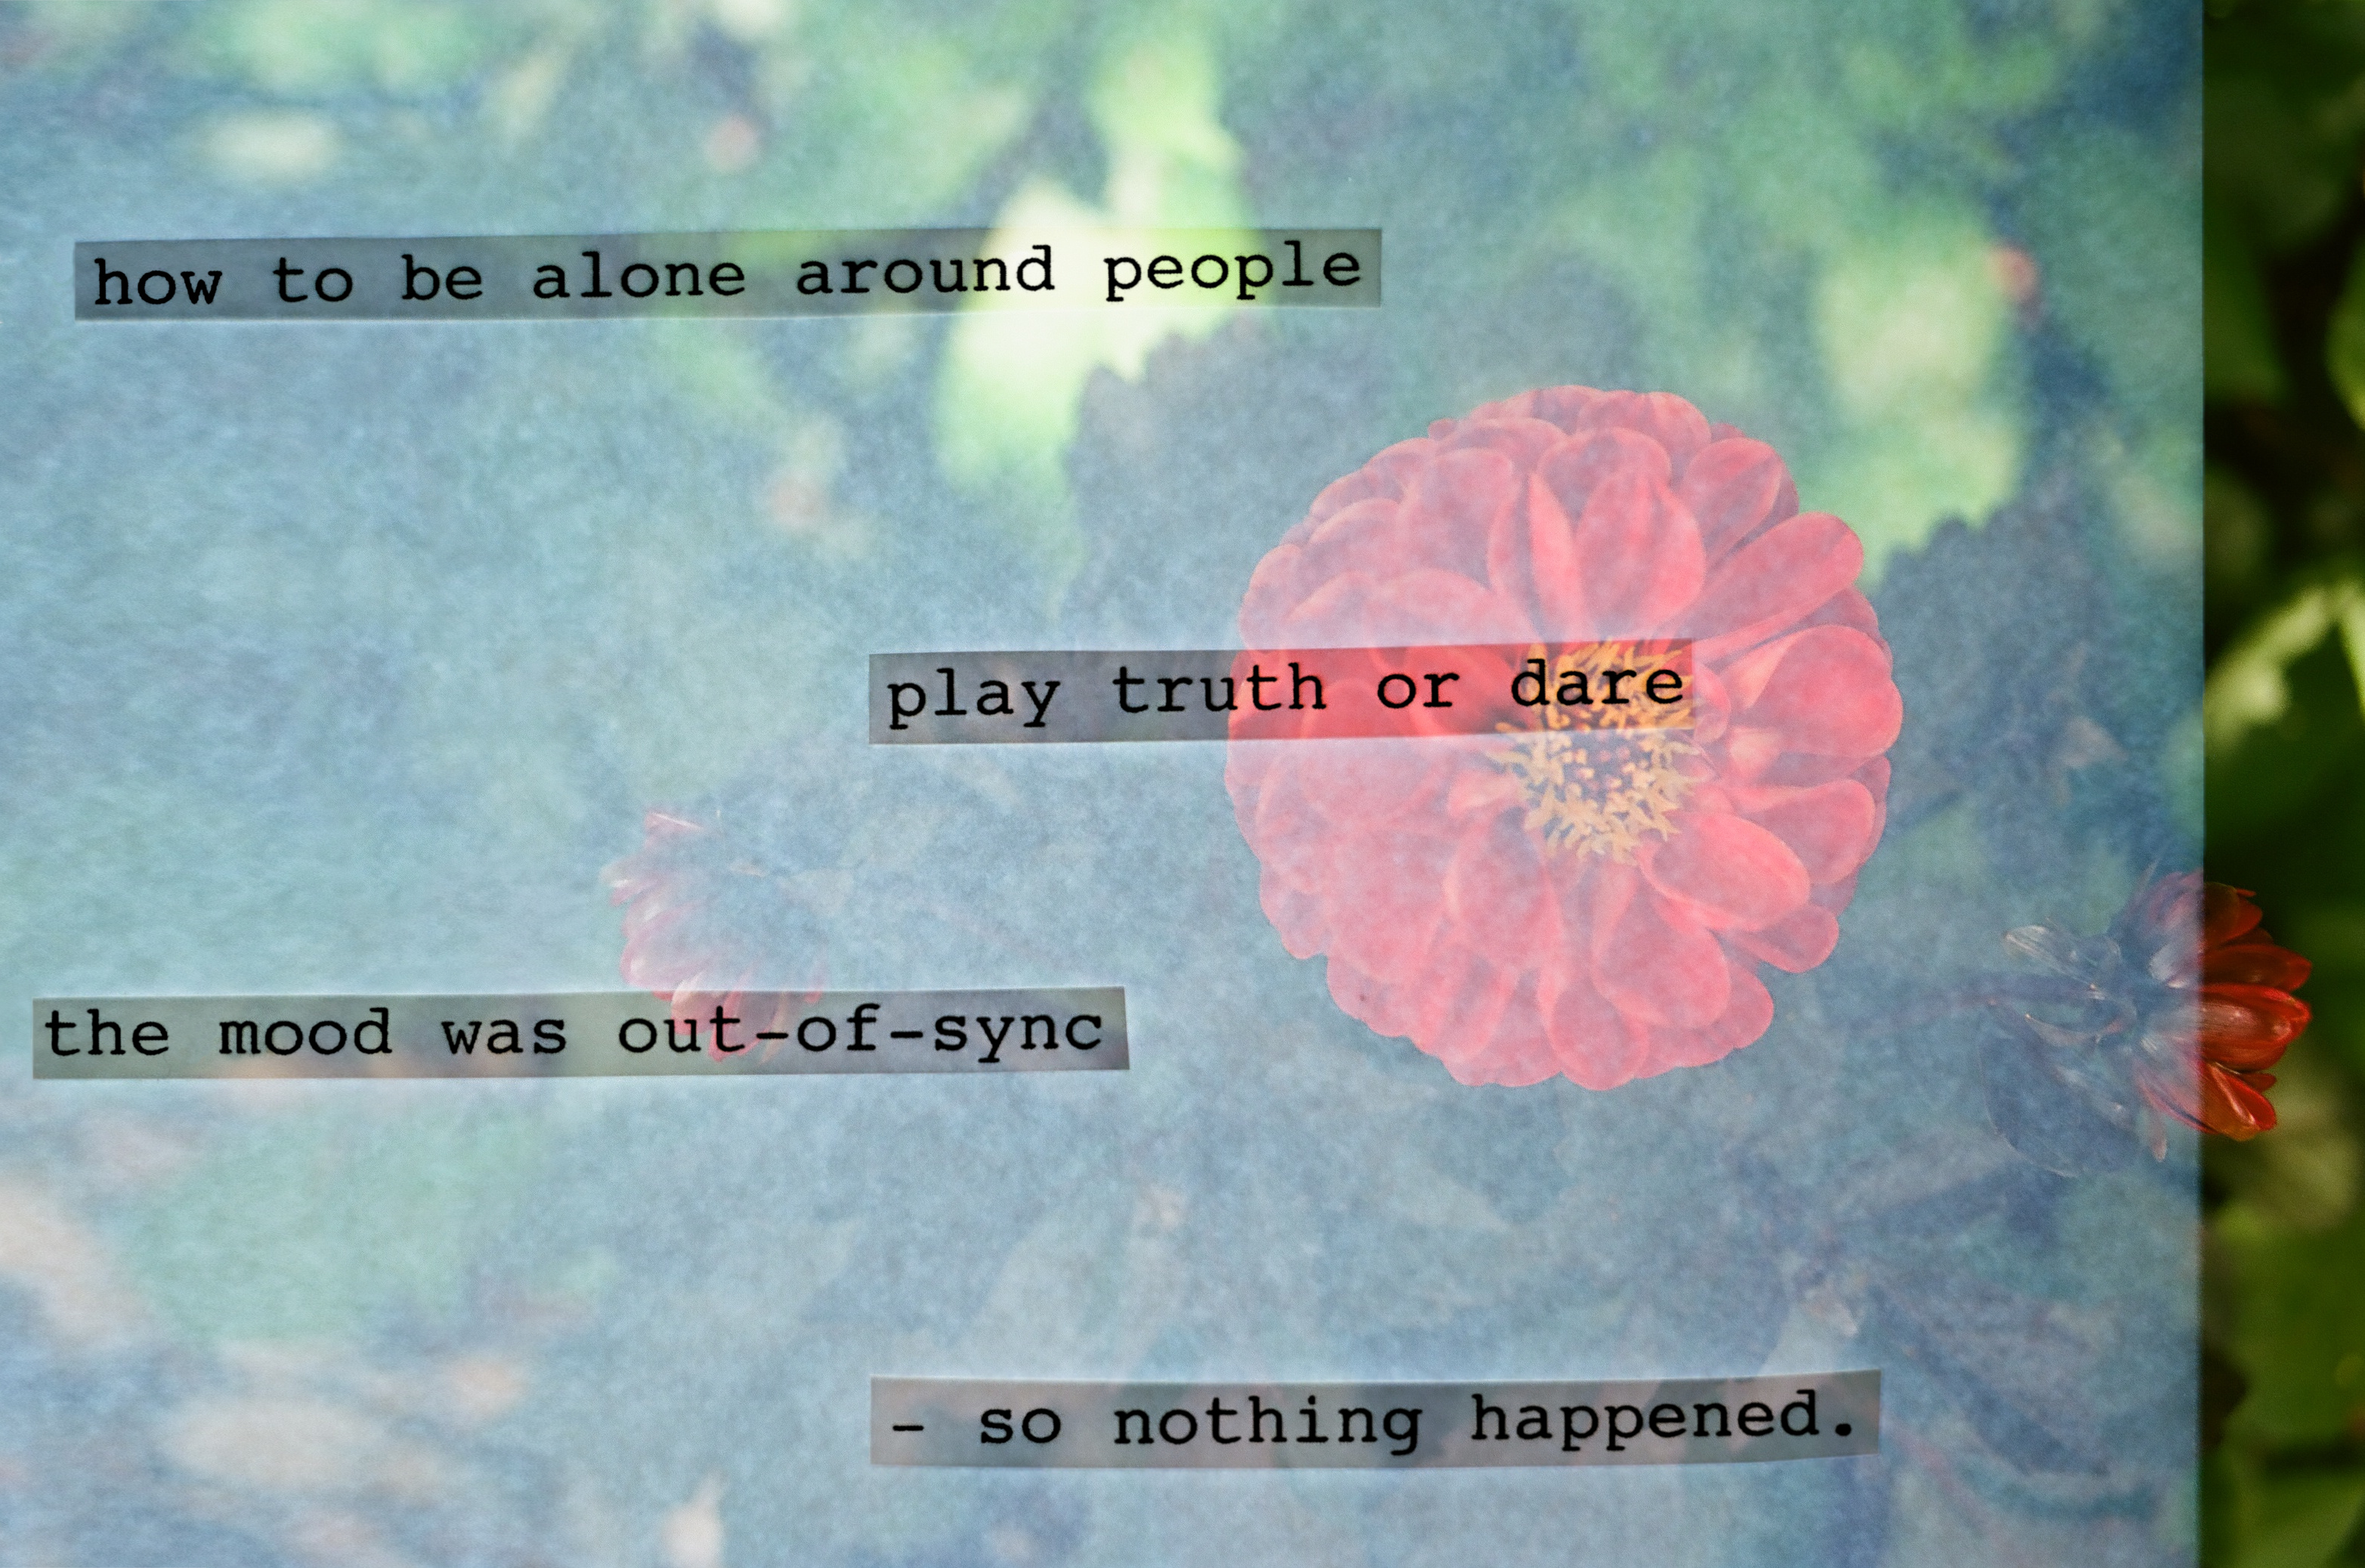 how to be alone around people
play truth or dare
the mood was out-of-sync
- so nothing happened.